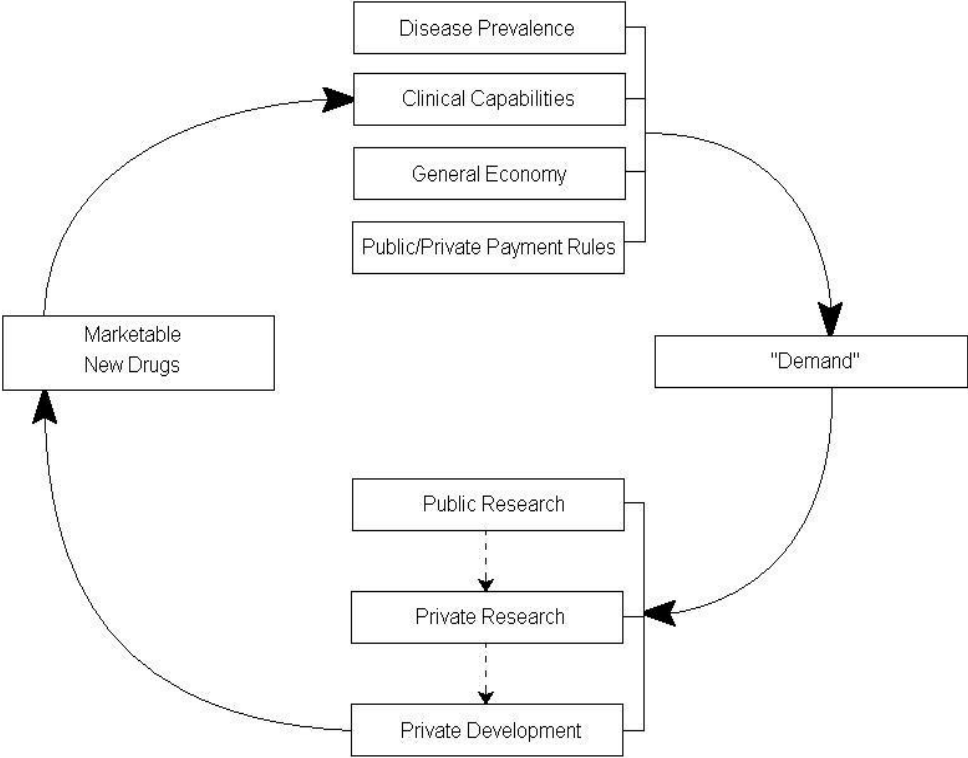 Disease Prevalence
Clinical Capabilities
General Economy
Public/Private Payment Rules
Marketable
New Drugs
"Demand"
Public Research
Private Research
Private Development